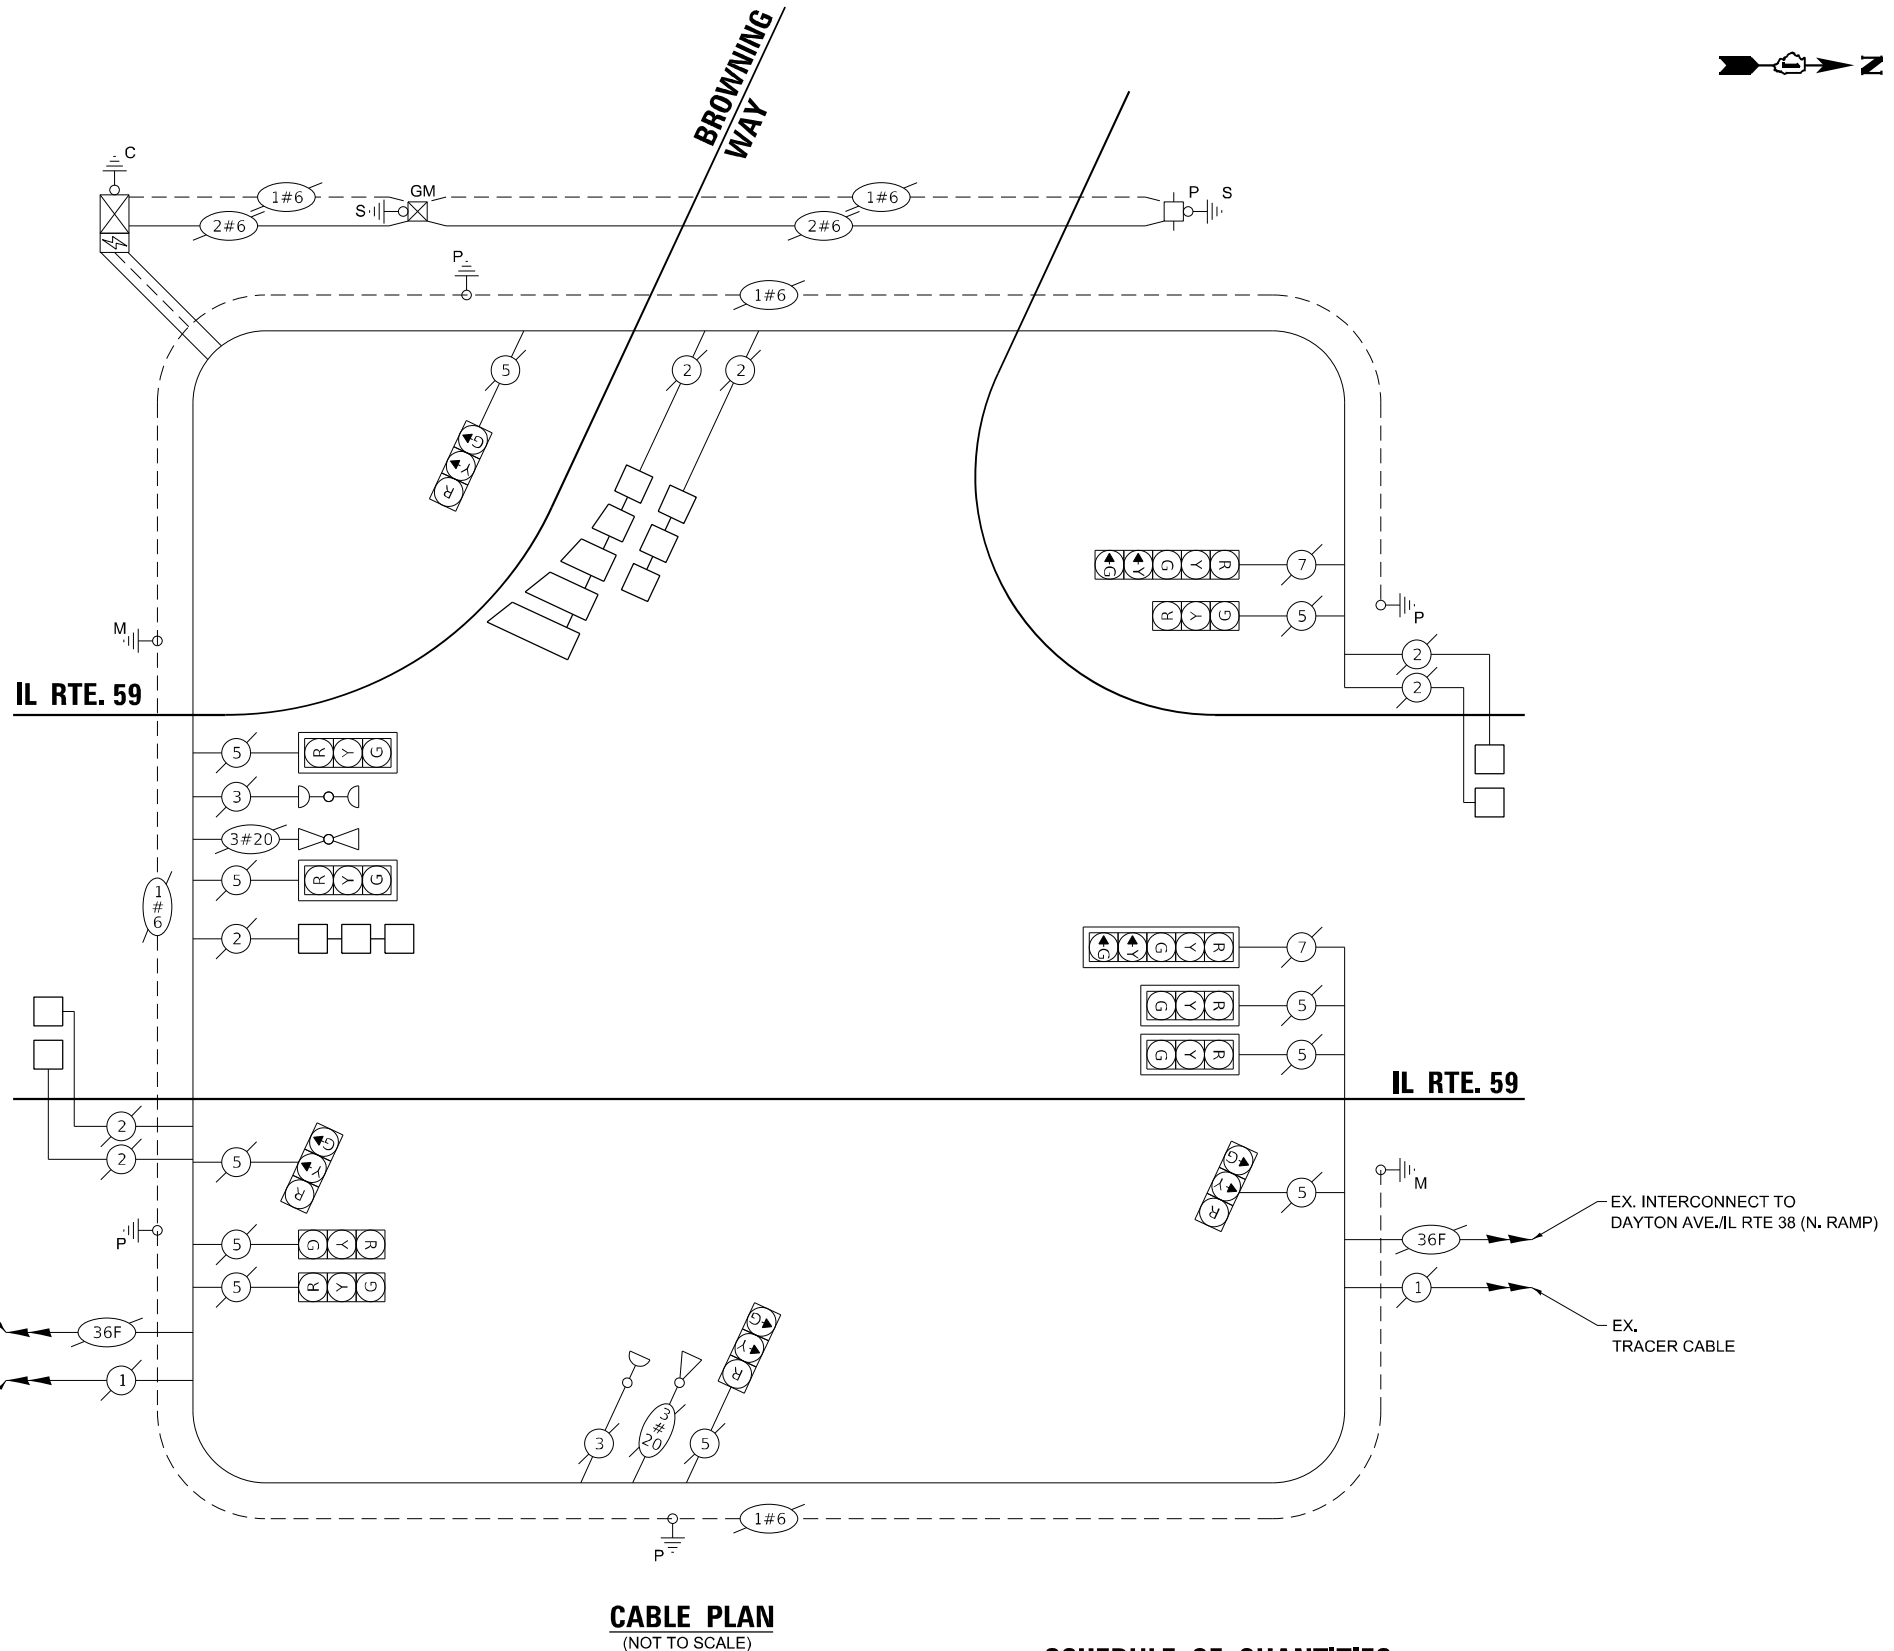 BROWNING
WAY
N
C
1#6
2#6
S
GM
1#6
2#6
P
S
P
1#6
5
2
2
R Y G
R Y G Y G
7
R Y G
5
P
M
2
2
IL RTE. 59
5
R Y G
3
3#20
5
R Y G
1
#
6
2
R Y G Y G
7
R Y G
5
R Y G
5
IL RTE. 59
2
2
5
R Y G
R Y G
5
M
P
5
R Y G
5
R Y G
EX. INTERCONNECT TO
DAYTON AVE./IL RTE 38 (N. RAMP)
36F
1
EX.
TRACER CABLE
36F
1
R Y G
3
3
#
20
5
1#6
P
CABLE PLAN
(NOT TO SCALE)
SCHEDULE OF QUANTITIES